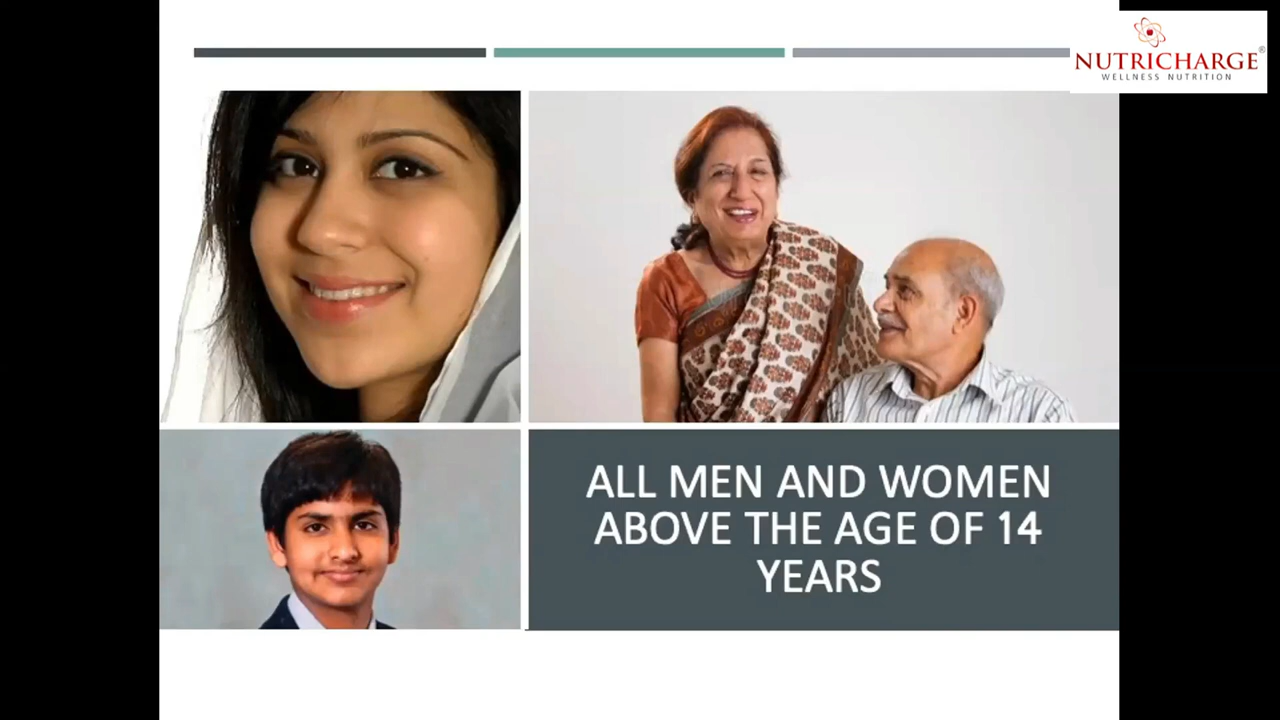 NUTRICHARGE®
WELLNESS NUTRITION
ALL MEN AND WOMEN
ABOVE THE AGE OF 14
YEARS